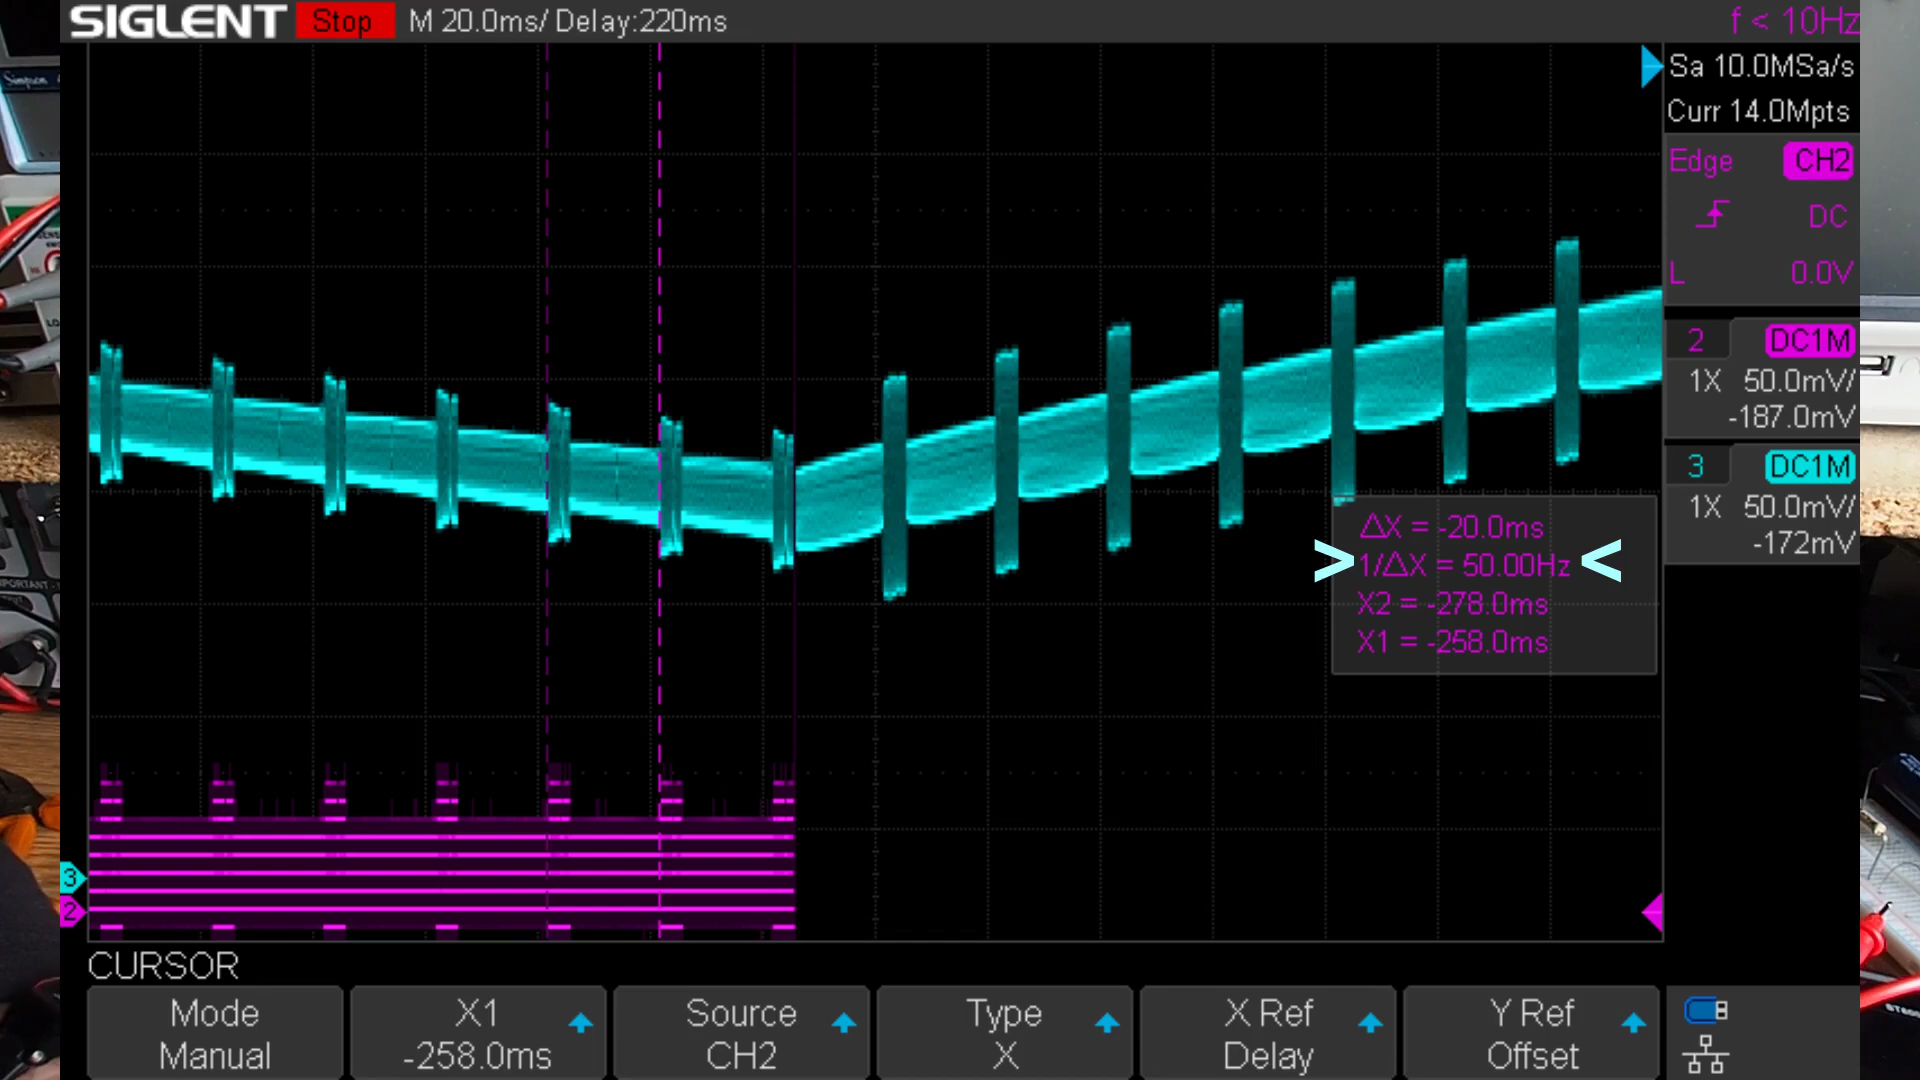 SIGLENT Stop M 20.0ms/ Delay:220ms f < 10Hz
Sa 10.0MSa/s
Curr 14.0Mpts
Edge CH2
DC
L 0.0V
2 DC1M
1X 50.0mV/
-187.0mV
3 DC1M
1X 50.0mV/
-172mV
ΔX = -20.0ms
> 1/ΔX = 50.00Hz <
X2 = -278.0ms
X1 = -258.0ms
3
2
CURSOR
Mode
Manual
X1
-258.0ms
Source
CH2
Type
X
X Ref
Delay
Y Ref
Offset
Simpson